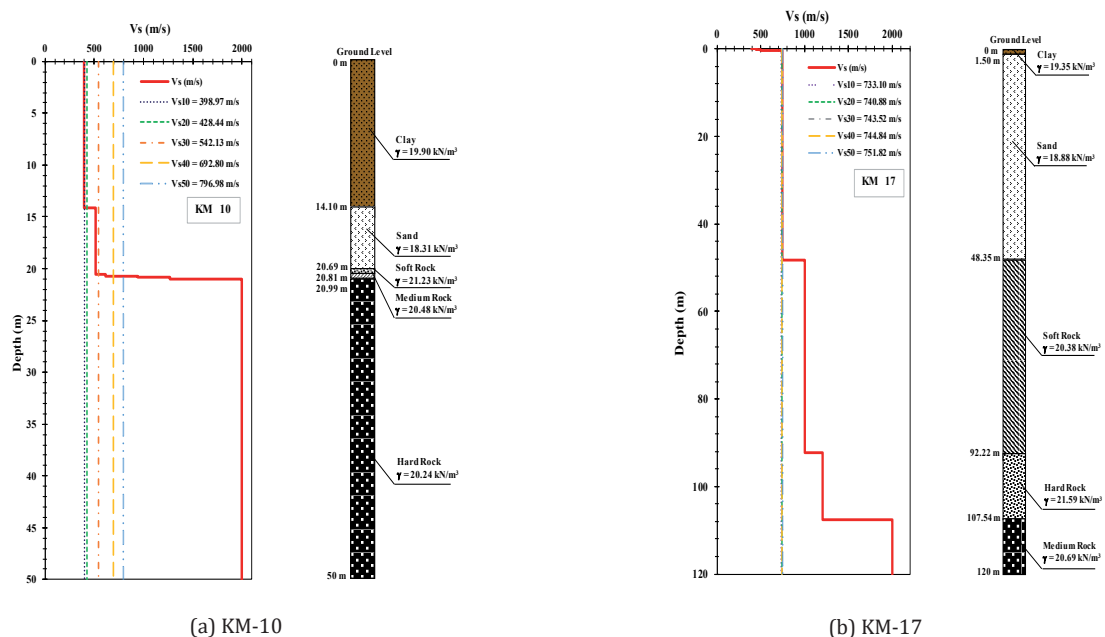 Vs (m/s)
0 500 1000 1500 2000
0
5
10
15
20
25
30
35
40
45
50
Depth (m)
Vs (m/s)
Vs10 = 398.97 m/s
Vs20 = 428.44 m/s
Vs30 = 542.13 m/s
Vs40 = 692.80 m/s
Vs50 = 796.98 m/s
KM 10
Ground Level
0 m
Clay
γ = 19.90 kN/m³
14.10 m
Sand
γ = 18.31 kN/m³
20.69 m
Soft Rock
γ = 21.23 kN/m³
20.81 m
20.99 m
Medium Rock
γ = 20.48 kN/m³
Hard Rock
γ = 20.24 kN/m³
50 m
(a) KM-10
Vs (m/s)
0 500 1000 1500 2000
0
20
40
60
80
100
120
Depth (m)
Vs (m/s)
Vs10 = 733.10 m/s
Vs20 = 740.88 m/s
Vs30 = 743.52 m/s
Vs40 = 744.84 m/s
Vs50 = 751.82 m/s
KM 17
Ground Level
0 m
Clay
γ = 19.35 kN/m³
1.50 m
Sand
γ = 18.88 kN/m³
48.35 m
Soft Rock
γ = 20.38 kN/m³
92.22 m
Hard Rock
γ = 21.59 kN/m³
107.54 m
Medium Rock
γ = 20.69 kN/m³
120 m
(b) KM-17